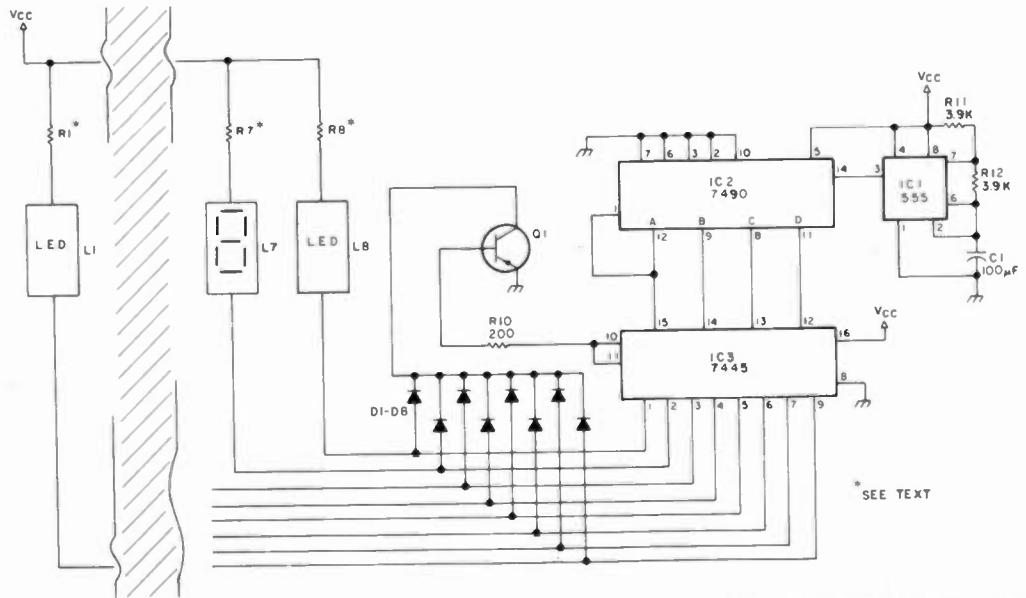 VCC
R1*
LED
L1
R7*
L7
R8*
LED
L8
Q1
R10
200
D1-D8
7 6 3 2 10
5
IC2
7490
14
1
A B C D
12 9 8 11
VCC
R11
3.9K
4 8
7
3
IC1
555
R12
3.9K
6
1 2
C1
100µF
15 14 13 12
10
11
IC3
7445
16
VCC
8
1 2 3 4 5 6 7 9
*SEE TEXT